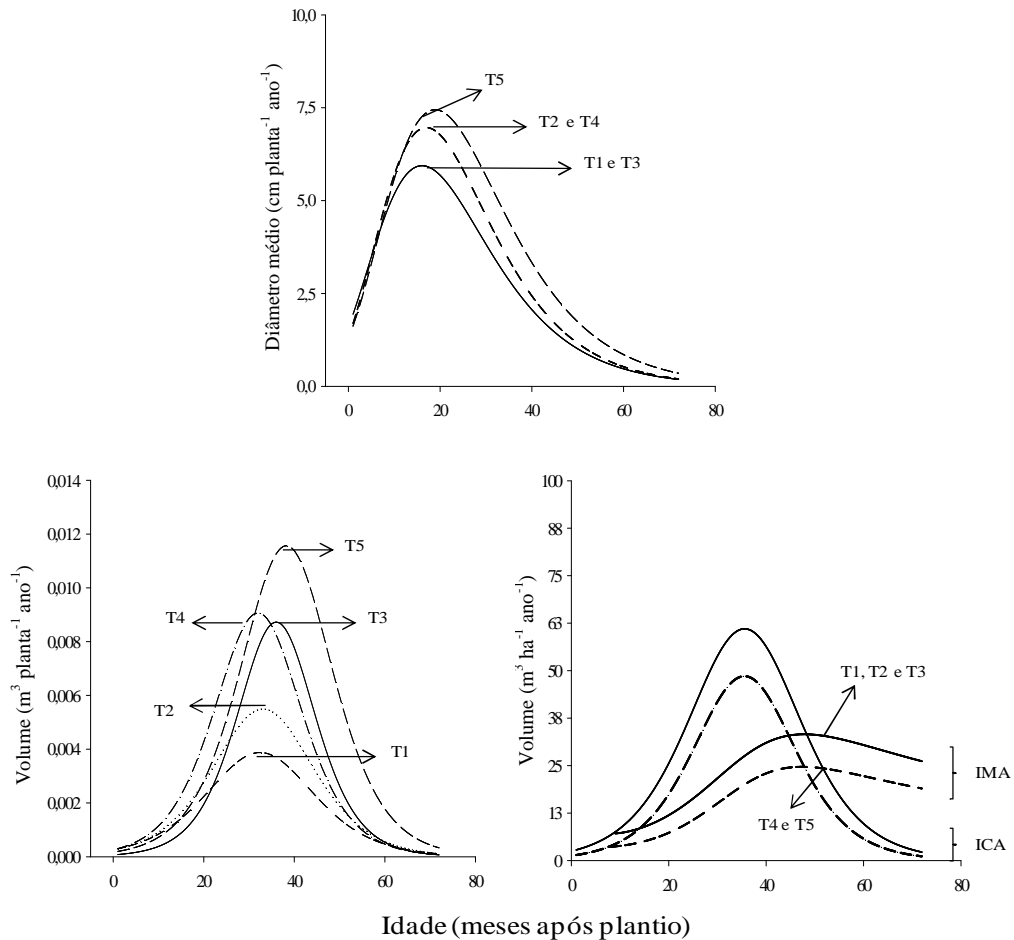 Diâmetro médio (cm planta⁻¹ ano⁻¹)
10,0
7,5
5,0
2,5
0,0
T5
T2 e T4
T1 e T3
0 20 40 60 80
Volume (m³ planta⁻¹ ano⁻¹)
0,014
0,012
0,010
0,008
0,006
0,004
0,002
0,000
T5
T4
T3
T2
T1
0 20 40 60 80
Volume (m³ ha⁻¹ ano⁻¹)
100
88
75
63
50
38
25
13
0
T1, T2 e T3
T4 e T5
IMA
ICA
0 20 40 60 80
Idade (meses após plantio)